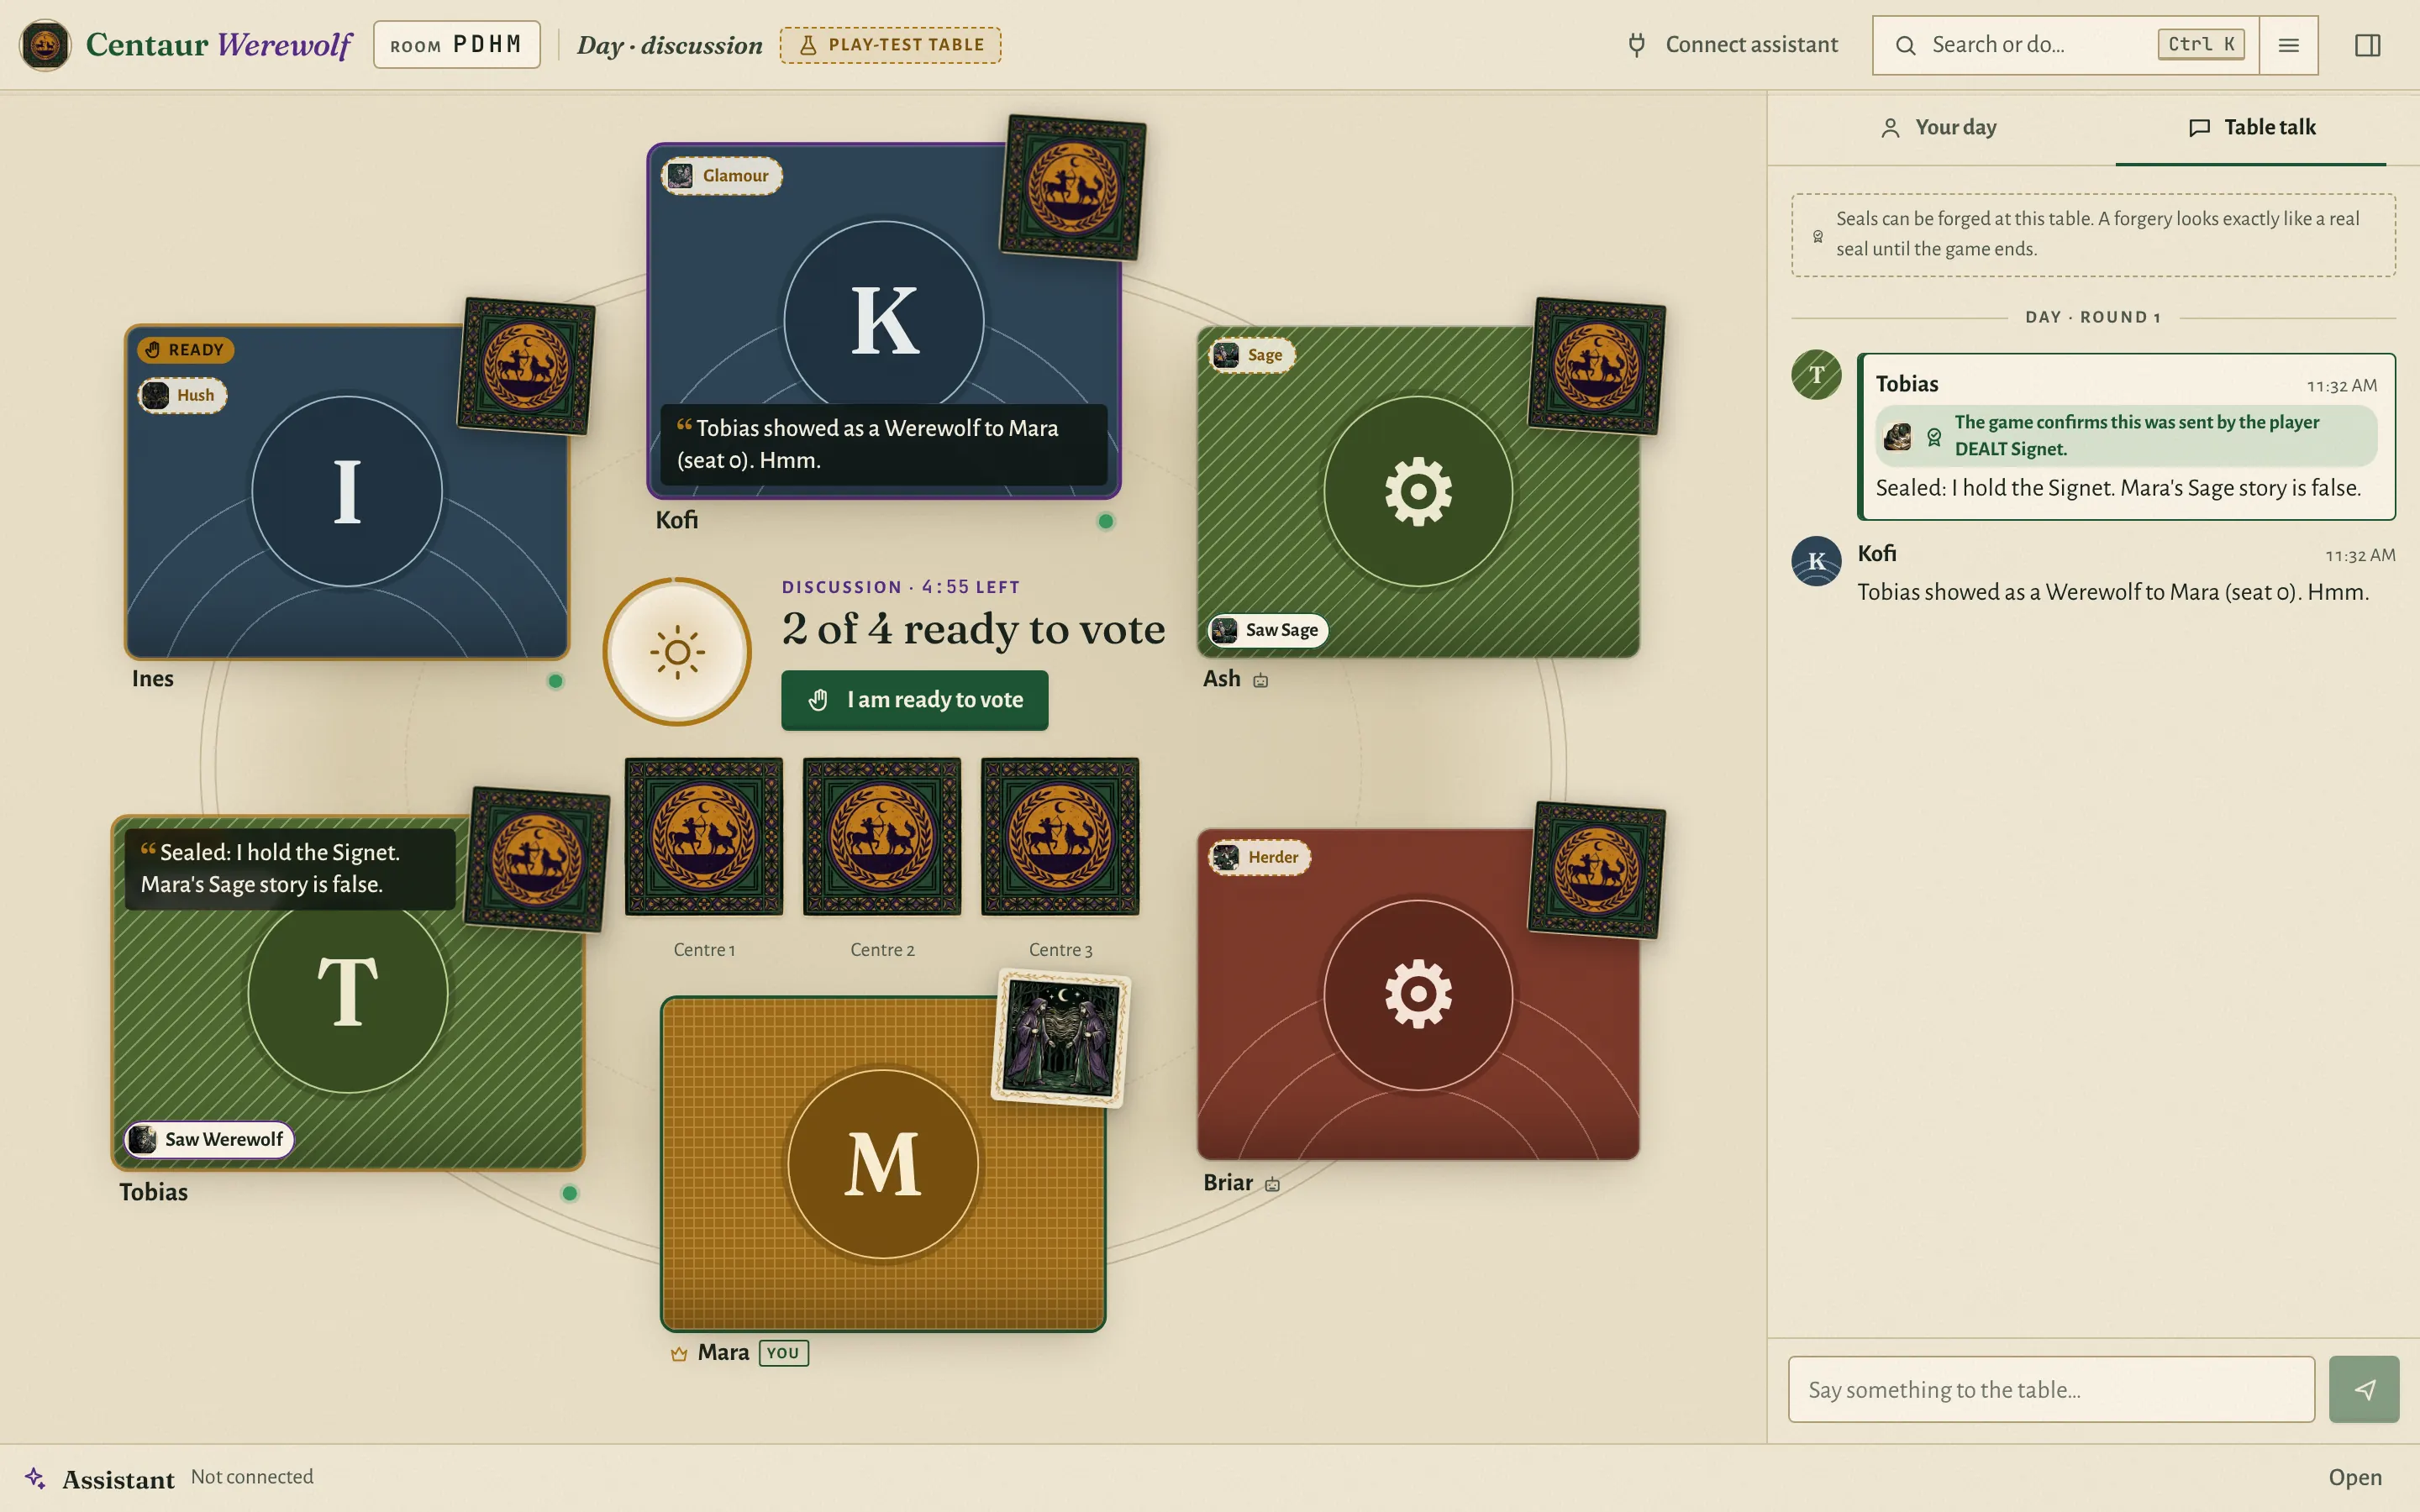 Centaur Werewolf
ROOM PDHM
Day · discussion
PLAY-TEST TABLE
Connect assistant
Search or do...
Ctrl K
Your day
Table talk
Seals can be forged at this table. A forgery looks exactly like a real
seal until the game ends.
DAY · ROUND 1
T
Tobias
11:32 AM
The game confirms this was sent by the player
DEALT Signet.
Sealed: I hold the Signet. Mara's Sage story is false.
K
Kofi
11:32 AM
Tobias showed as a Werewolf to Mara (seat 0). Hmm.
Glamour
K
“Tobias showed as a Werewolf to Mara
(seat 0). Hmm.
Kofi
READY
Hush
I
Ines
Sage
Saw Sage
Ash
DISCUSSION · 4:55 LEFT
2 of 4 ready to vote
I am ready to vote
Centre 1
Centre 2
Centre 3
“Sealed: I hold the Signet.
Mara's Sage story is false.
T
Saw Werewolf
Tobias
Herder
Briar
M
Mara
YOU
Say something to the table...
Assistant
Not connected
Open